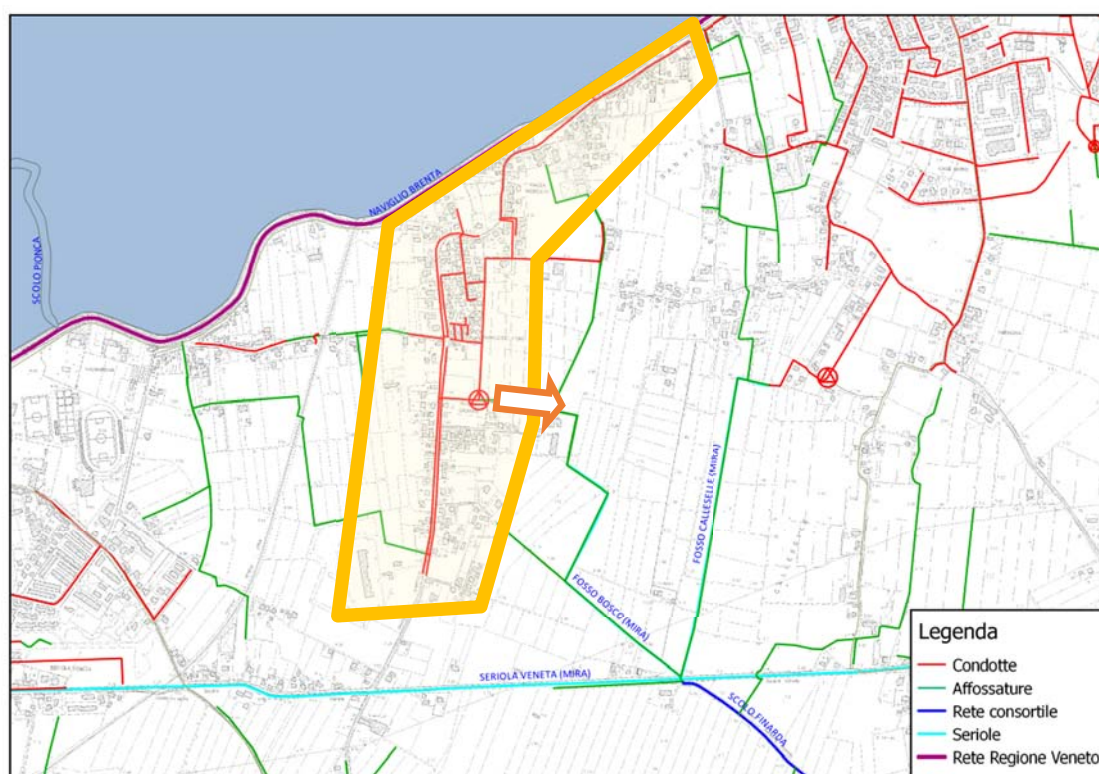 NAVIGLIO BRENTA
SCOLO PIONCA
FOSSO CALLESELLE (MIRA)
FOSSO BOSCO (MIRA)
SERIOLA VENETA (MIRA)
SCOLO FINARDA
Legenda
Condotte
Affossature
Rete consortile
Seriole
Rete Regione Veneto